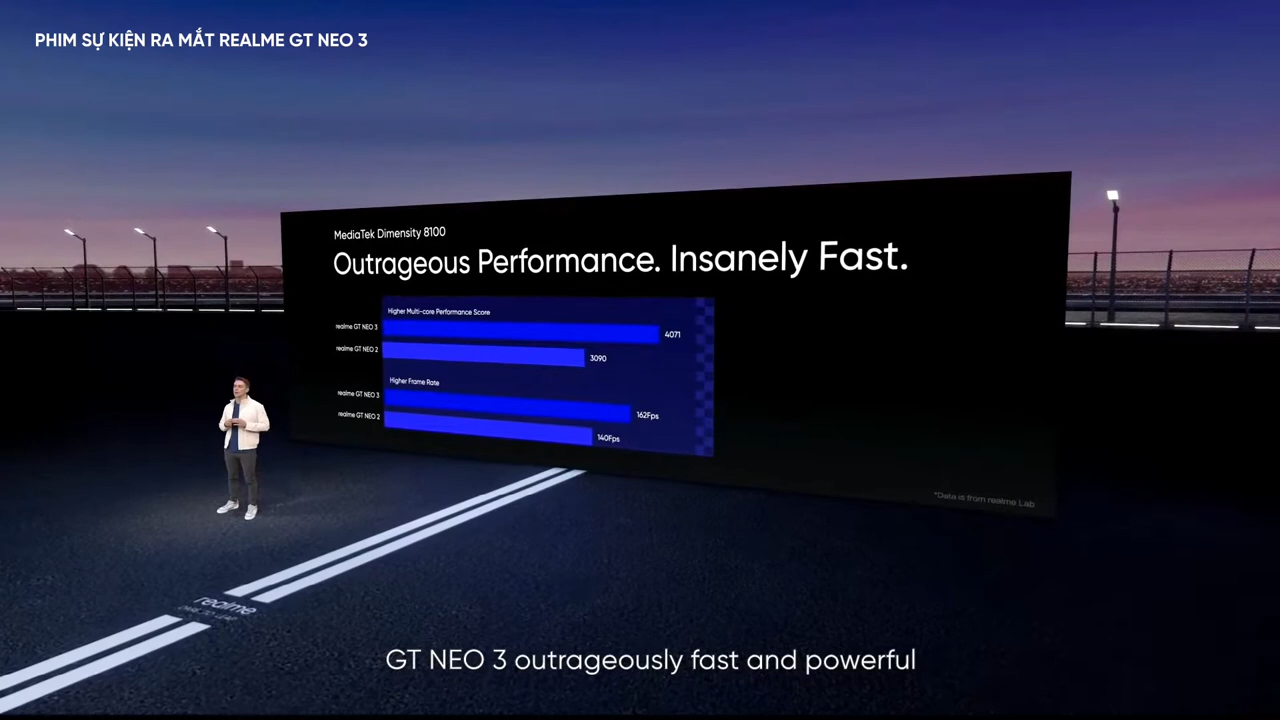 PHIM SỰ KIỆN RA MẮT REALME GT NEO 3
MediaTek Dimensity 8100
Outrageous Performance. Insanely Fast.
Higher Multi-core Performance Score
realme GT NEO 3
4071
realme GT NEO 2
3090
Higher Frame Rate
realme GT NEO 3
162Fps
realme GT NEO 2
140Fps
*Data is from realme Lab
realme
GT NEO 3 outrageously fast and powerful